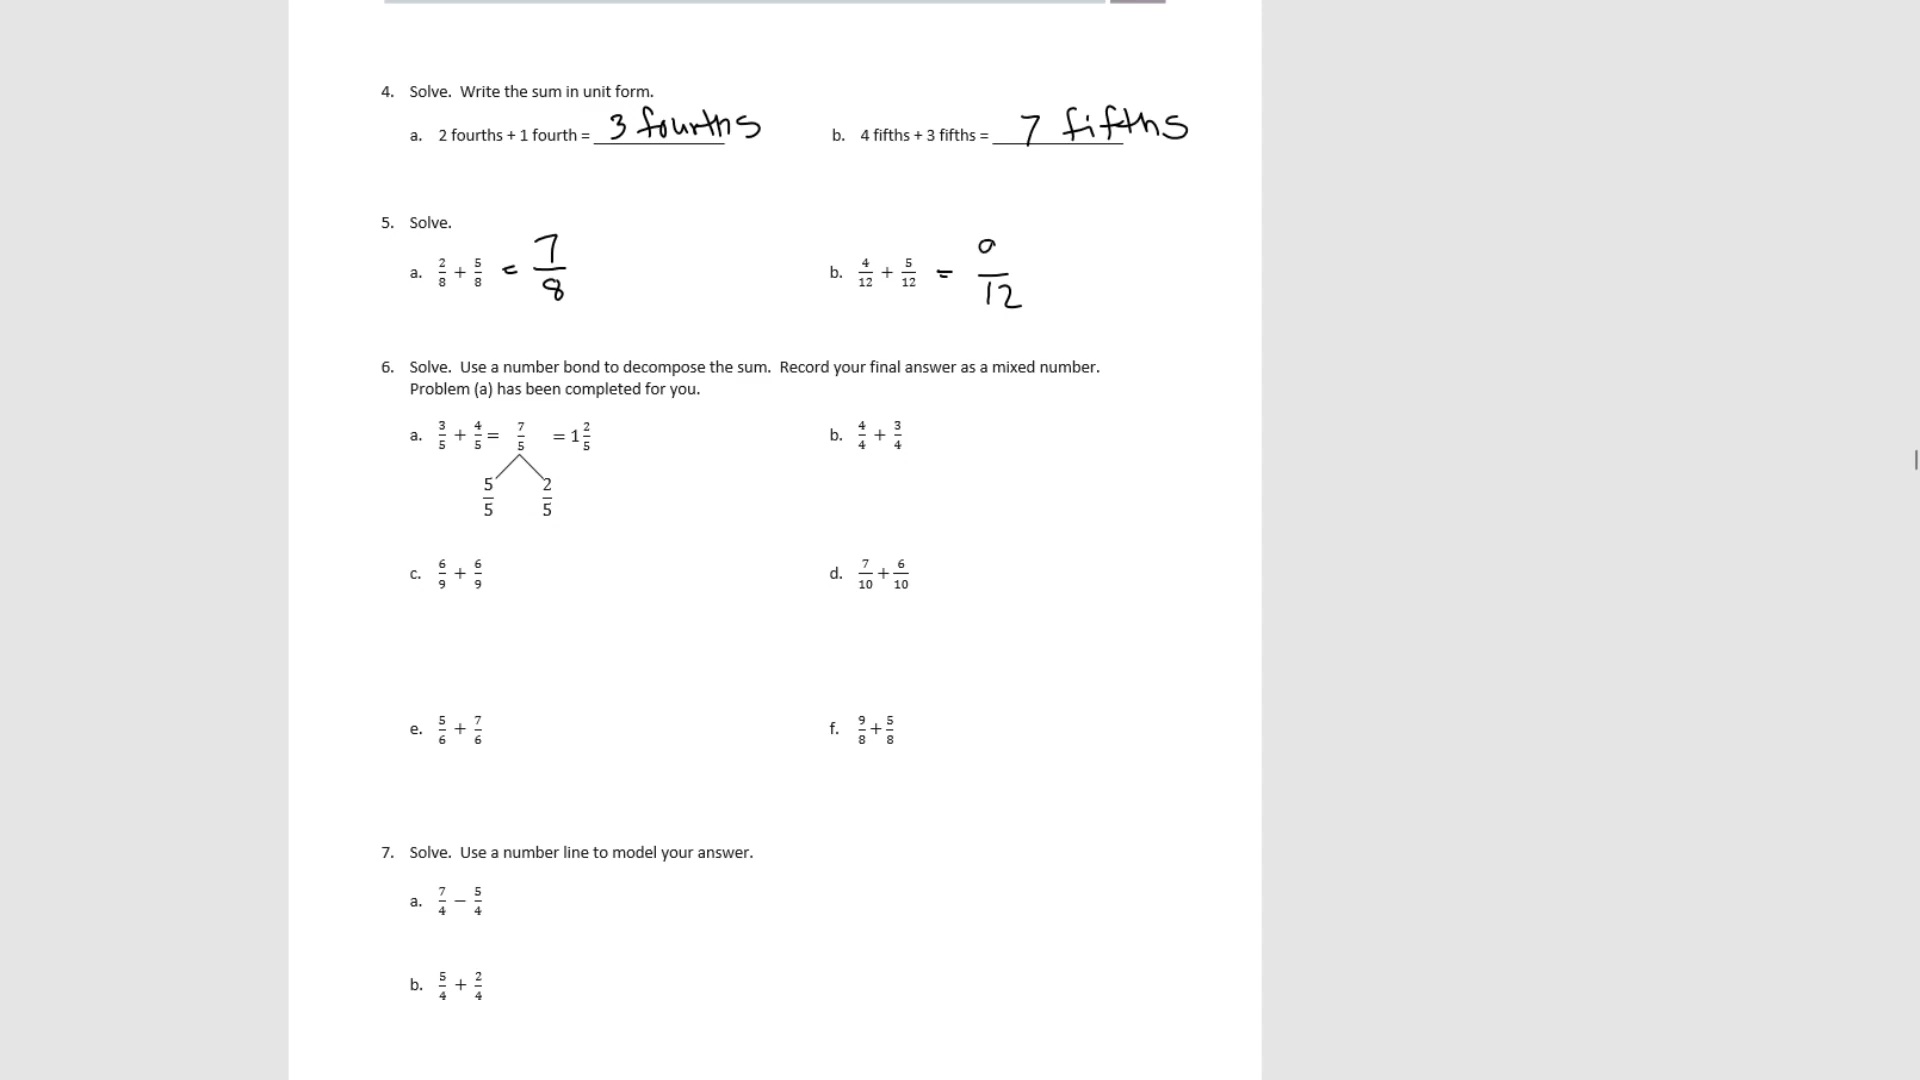 4. Solve. Write the sum in unit form.
a. 2 fourths + 1 fourth = 3 fourths
b. 4 fifths + 3 fifths = 7 fifths
5. Solve.
a. 2/8 + 5/8 = 7/8
b. 4/12 + 5/12 = 9/12
6. Solve. Use a number bond to decompose the sum. Record your final answer as a mixed number.
Problem (a) has been completed for you.
a. 3/5 + 4/5 = 7/5 = 1 2/5
5/5 2/5
b. 4/4 + 3/4
c. 6/9 + 6/9
d. 7/10 + 6/10
e. 5/6 + 7/6
f. 9/8 + 5/8
7. Solve. Use a number line to model your answer.
a. 7/4 − 5/4
b. 5/4 + 2/4